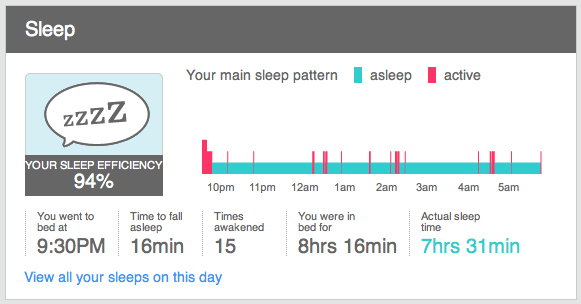 Sleep
Your main sleep pattern asleep active
zzzZ
YOUR SLEEP EFFICIENCY
94%
10pm 11pm 12am 1am 2am 3am 4am 5am
You went to bed at
9:30PM
Time to fall asleep
16min
Times awakened
15
You were in bed for
8hrs 16min
Actual sleep time
7hrs 31min
View all your sleeps on this day